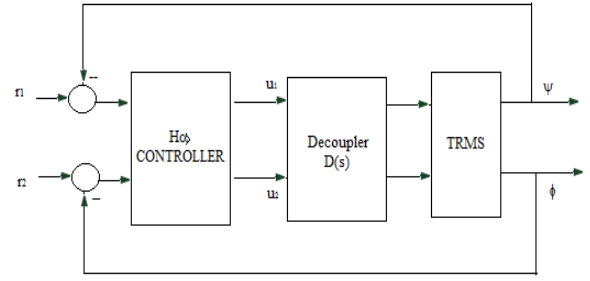 r1
r2
H∞
CONTROLLER
u1
u2
Decoupler
D(s)
TRMS
ψ
ϕ